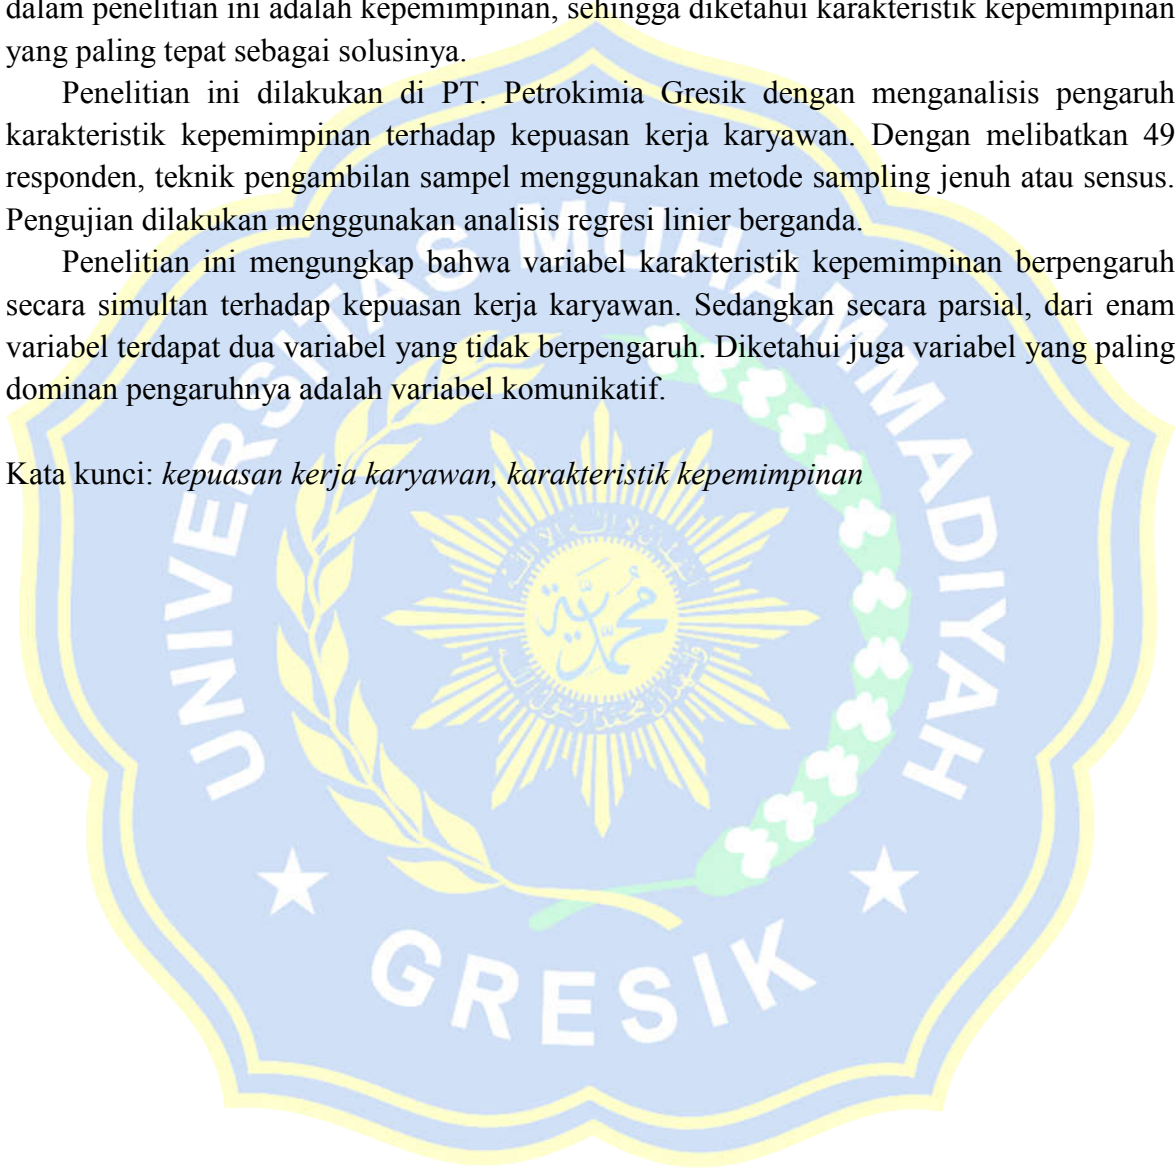 dalam penelitian ini adalah kepemimpinan, sehingga diketahui karakteristik kepemimpinan
yang paling tepat sebagai solusinya.
Penelitian ini dilakukan di PT. Petrokimia Gresik dengan menganalisis pengaruh
karakteristik kepemimpinan terhadap kepuasan kerja karyawan. Dengan melibatkan 49
responden, teknik pengambilan sampel menggunakan metode sampling jenuh atau sensus.
Pengujian dilakukan menggunakan analisis regresi linier berganda.
Penelitian ini mengungkap bahwa variabel karakteristik kepemimpinan berpengaruh
secara simultan terhadap kepuasan kerja karyawan. Sedangkan secara parsial, dari enam
variabel terdapat dua variabel yang tidak berpengaruh. Diketahui juga variabel yang paling
dominan pengaruhnya adalah variabel komunikatif.
Kata kunci: kepuasan kerja karyawan, karakteristik kepemimpinan
UNIVERSITAS MUHAMMADIYAH
محمدية
GRESIK